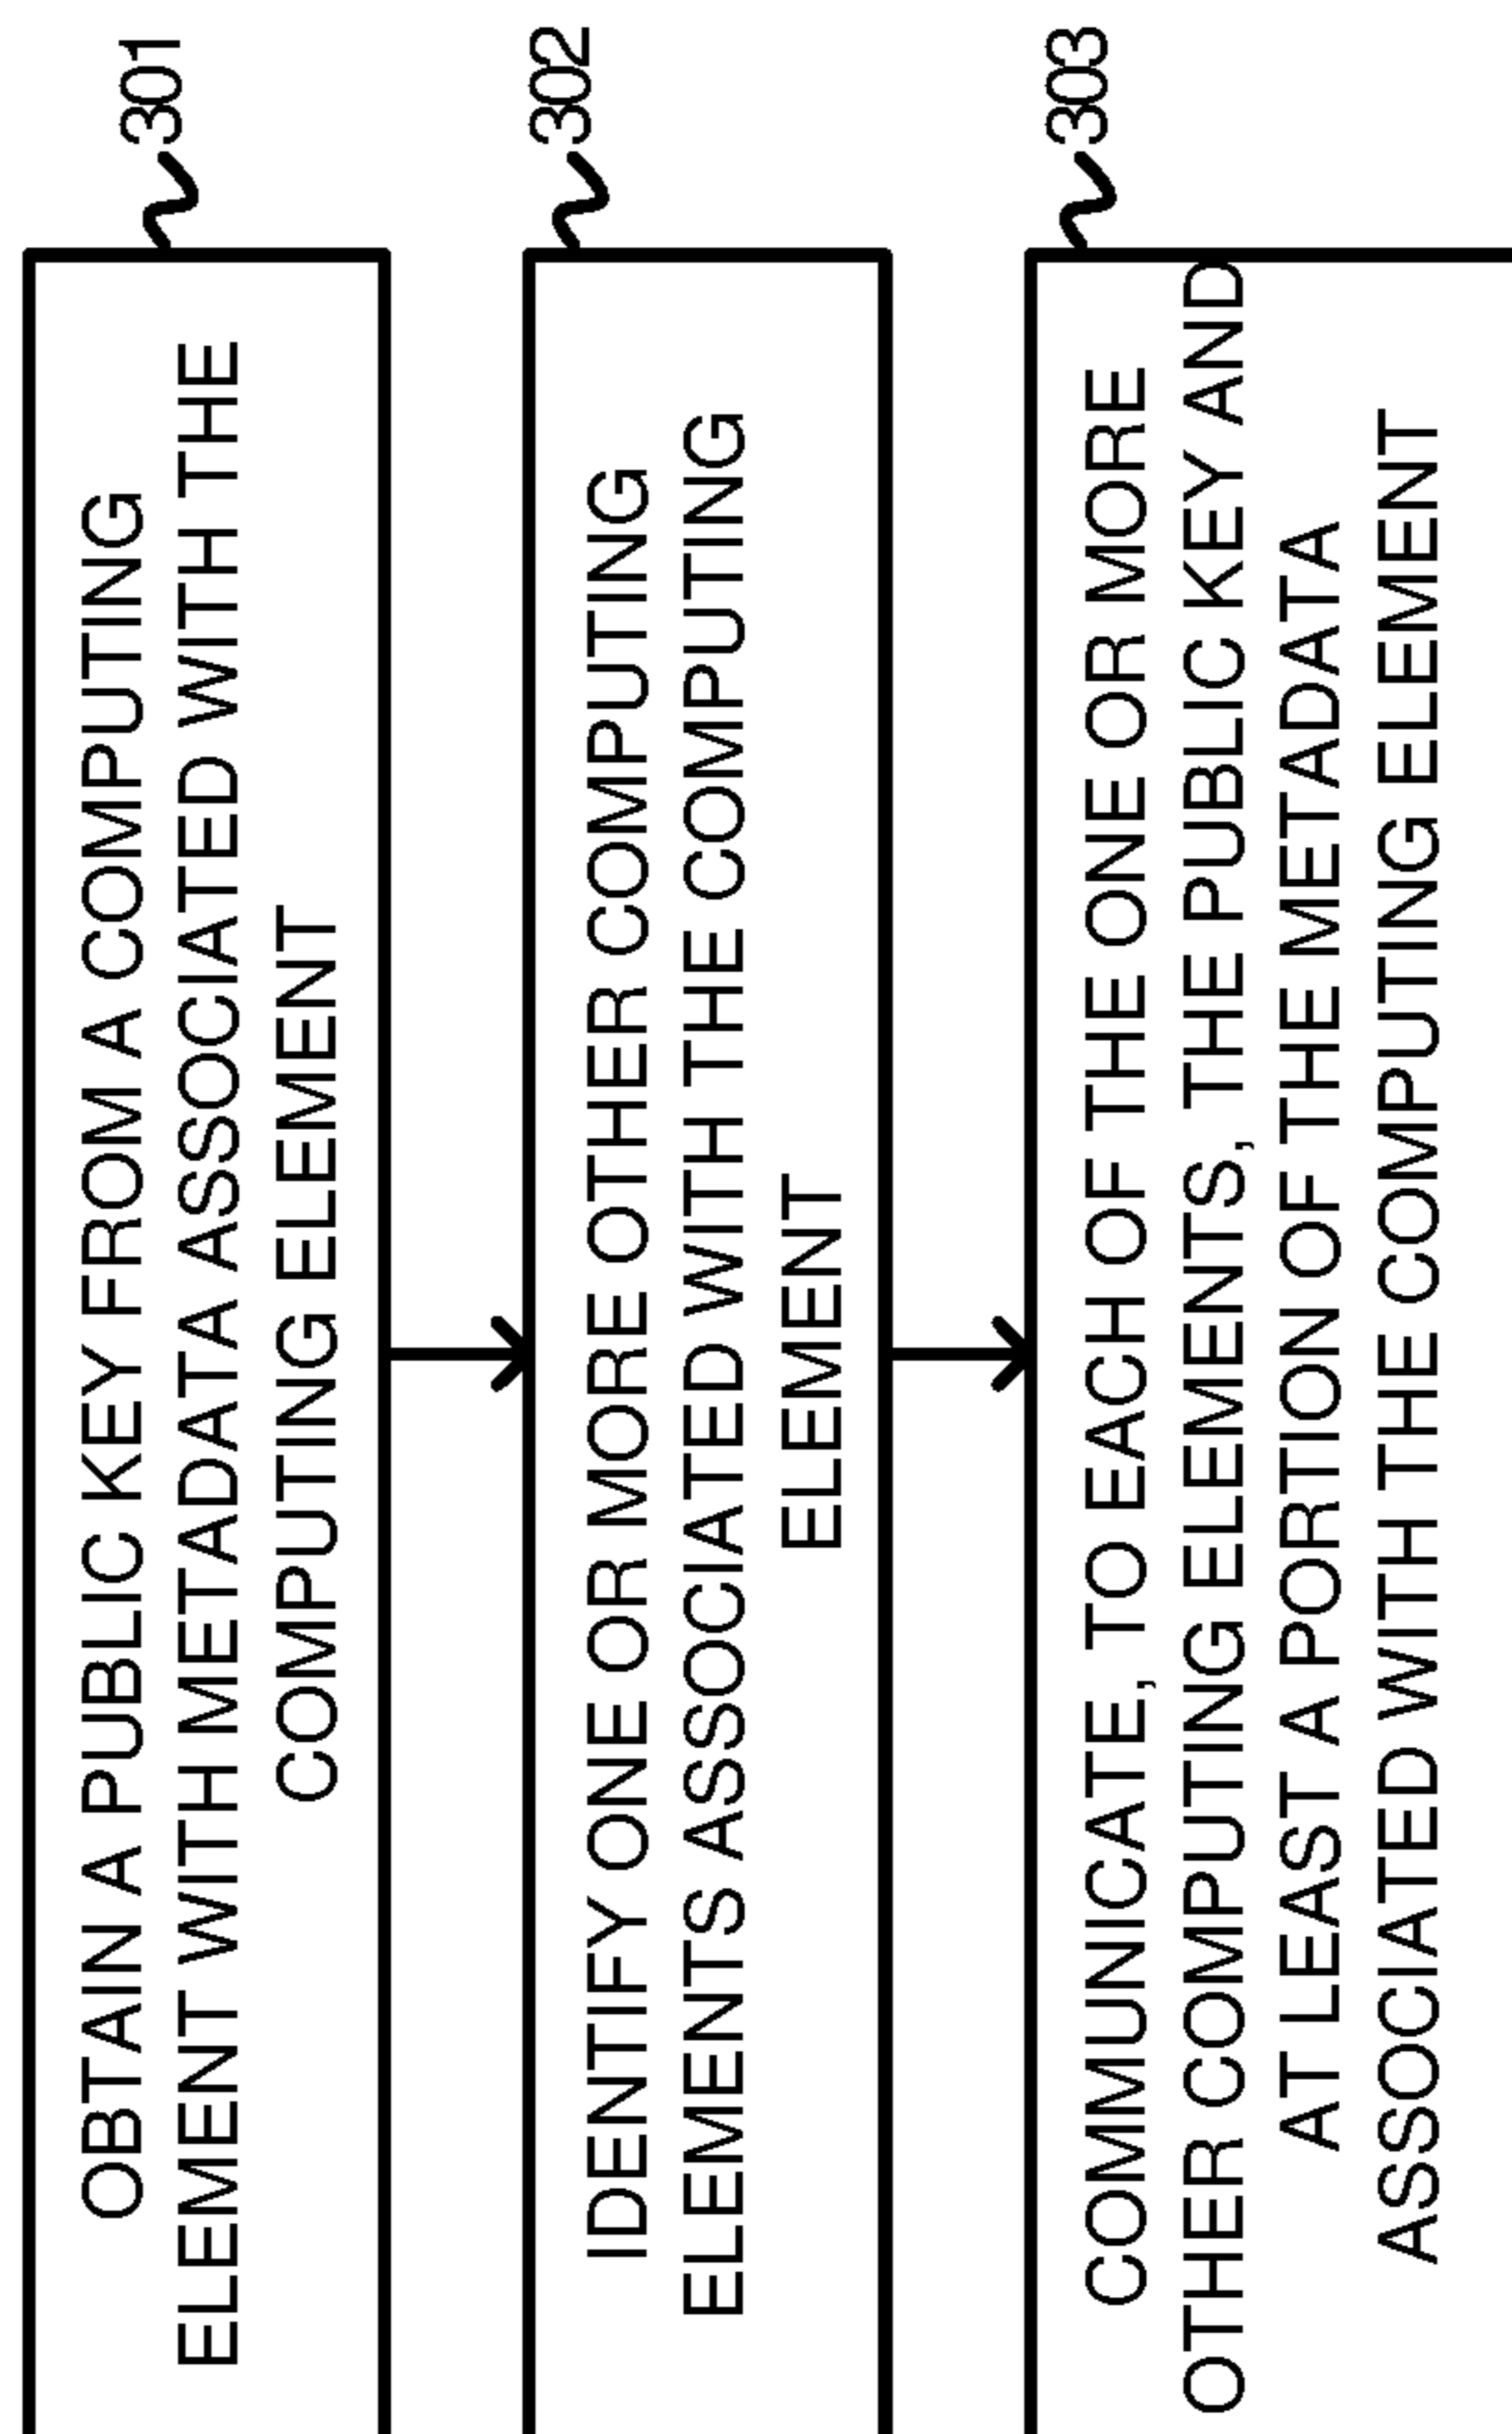 301
OBTAIN A PUBLIC KEY FROM A COMPUTING
ELEMENT WITH METADATA ASSOCIATED WITH THE
COMPUTING ELEMENT
302
IDENTIFY ONE OR MORE OTHER COMPUTING
ELEMENTS ASSOCIATED WITH THE COMPUTING
ELEMENT
303
COMMUNICATE, TO EACH OF THE ONE OR MORE
OTHER COMPUTING ELEMENTS, THE PUBLIC KEY AND
AT LEAST A PORTION OF THE METADATA
ASSOCIATED WITH THE COMPUTING ELEMENT